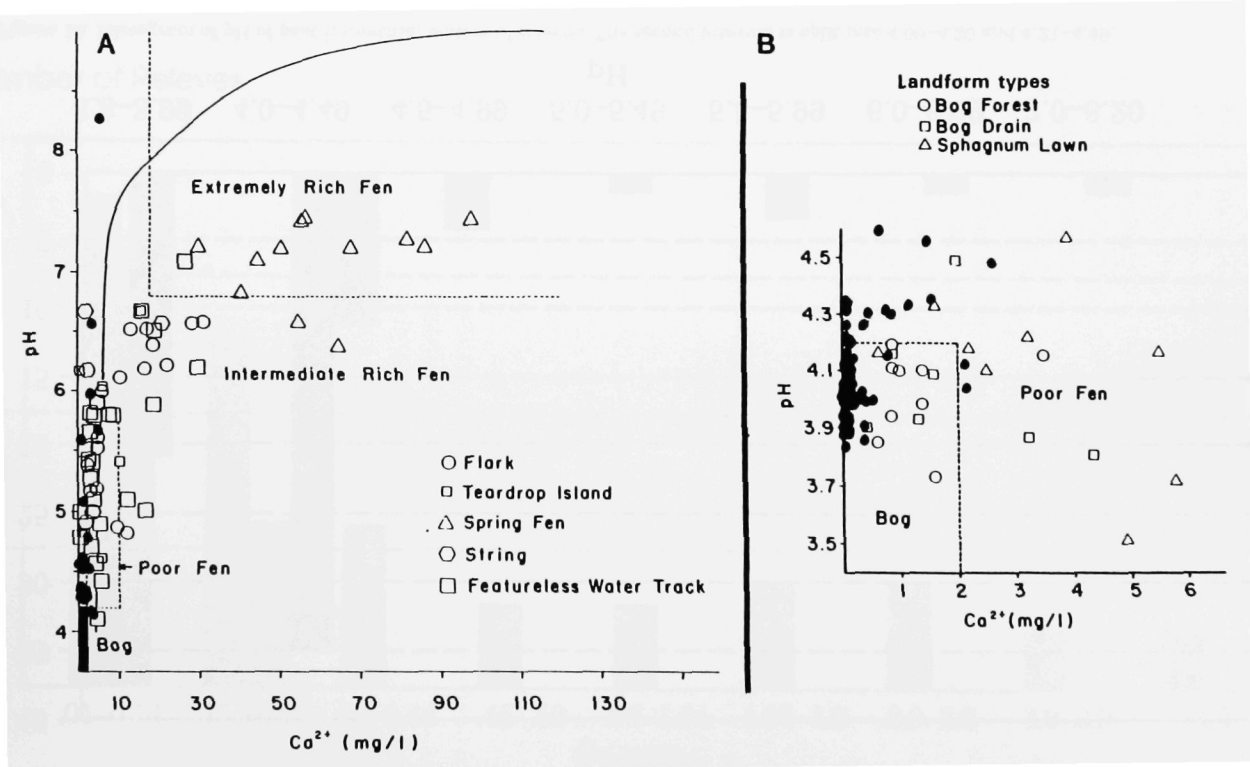 A
B
Landform types
Bog Forest
Bog Drain
Sphagnum Lawn
8
7
6
5
4
pH
Extremely Rich Fen
Intermediate Rich Fen
Flark
Teardrop Island
Spring Fen
String
Featureless Water Track
Poor Fen
Bog
10 30 50 70 90 110 130
Ca²⁺ (mg/l)
4.5
4.3
4.1
3.9
3.7
3.5
pH
Poor Fen
Bog
1 2 3 4 5 6
Ca²⁺(mg/l)